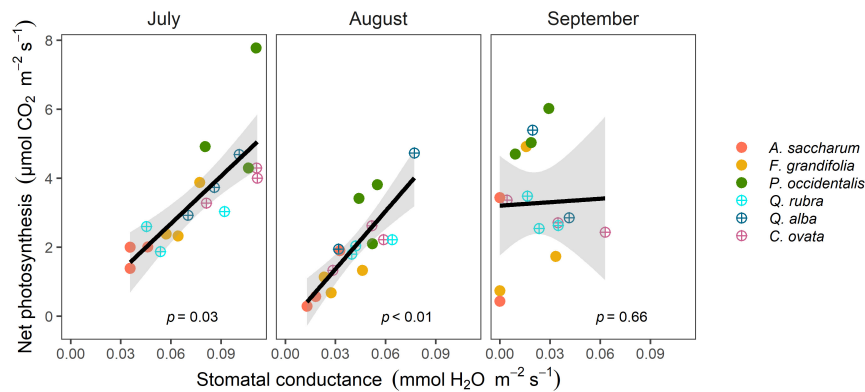 July August September
Net photosynthesis (μmol CO₂ m⁻² s⁻¹)
8
6
4
2
0
p = 0.03 p < 0.01 p = 0.66
0.00 0.03 0.06 0.09 0.00 0.03 0.06 0.09 0.00 0.03 0.06 0.09
Stomatal conductance (mmol H₂O m⁻² s⁻¹)
A. saccharum
F. grandifolia
P. occidentalis
Q. rubra
Q. alba
C. ovata